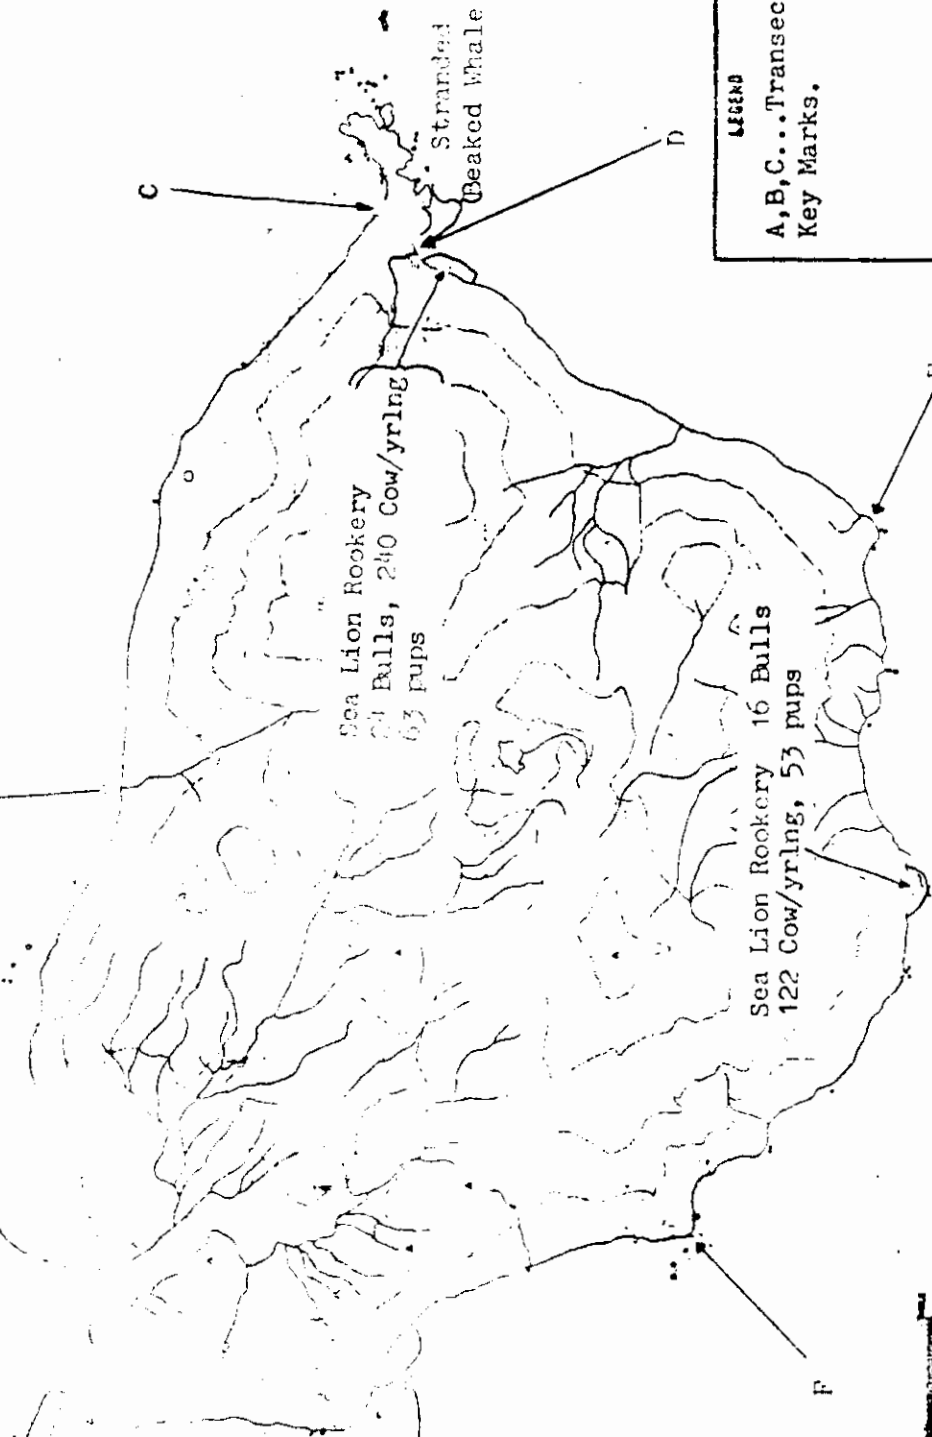 C
Stranded
Beaked Whale
D
LEGEND
A,B,C...Transec
Key Marks.
Sea Lion Rookery
Bulls, 240 Cow/yrlng
63 pups
Sea Lion Rookery 16 Bulls
122 Cow/yrlng, 53 pups
F